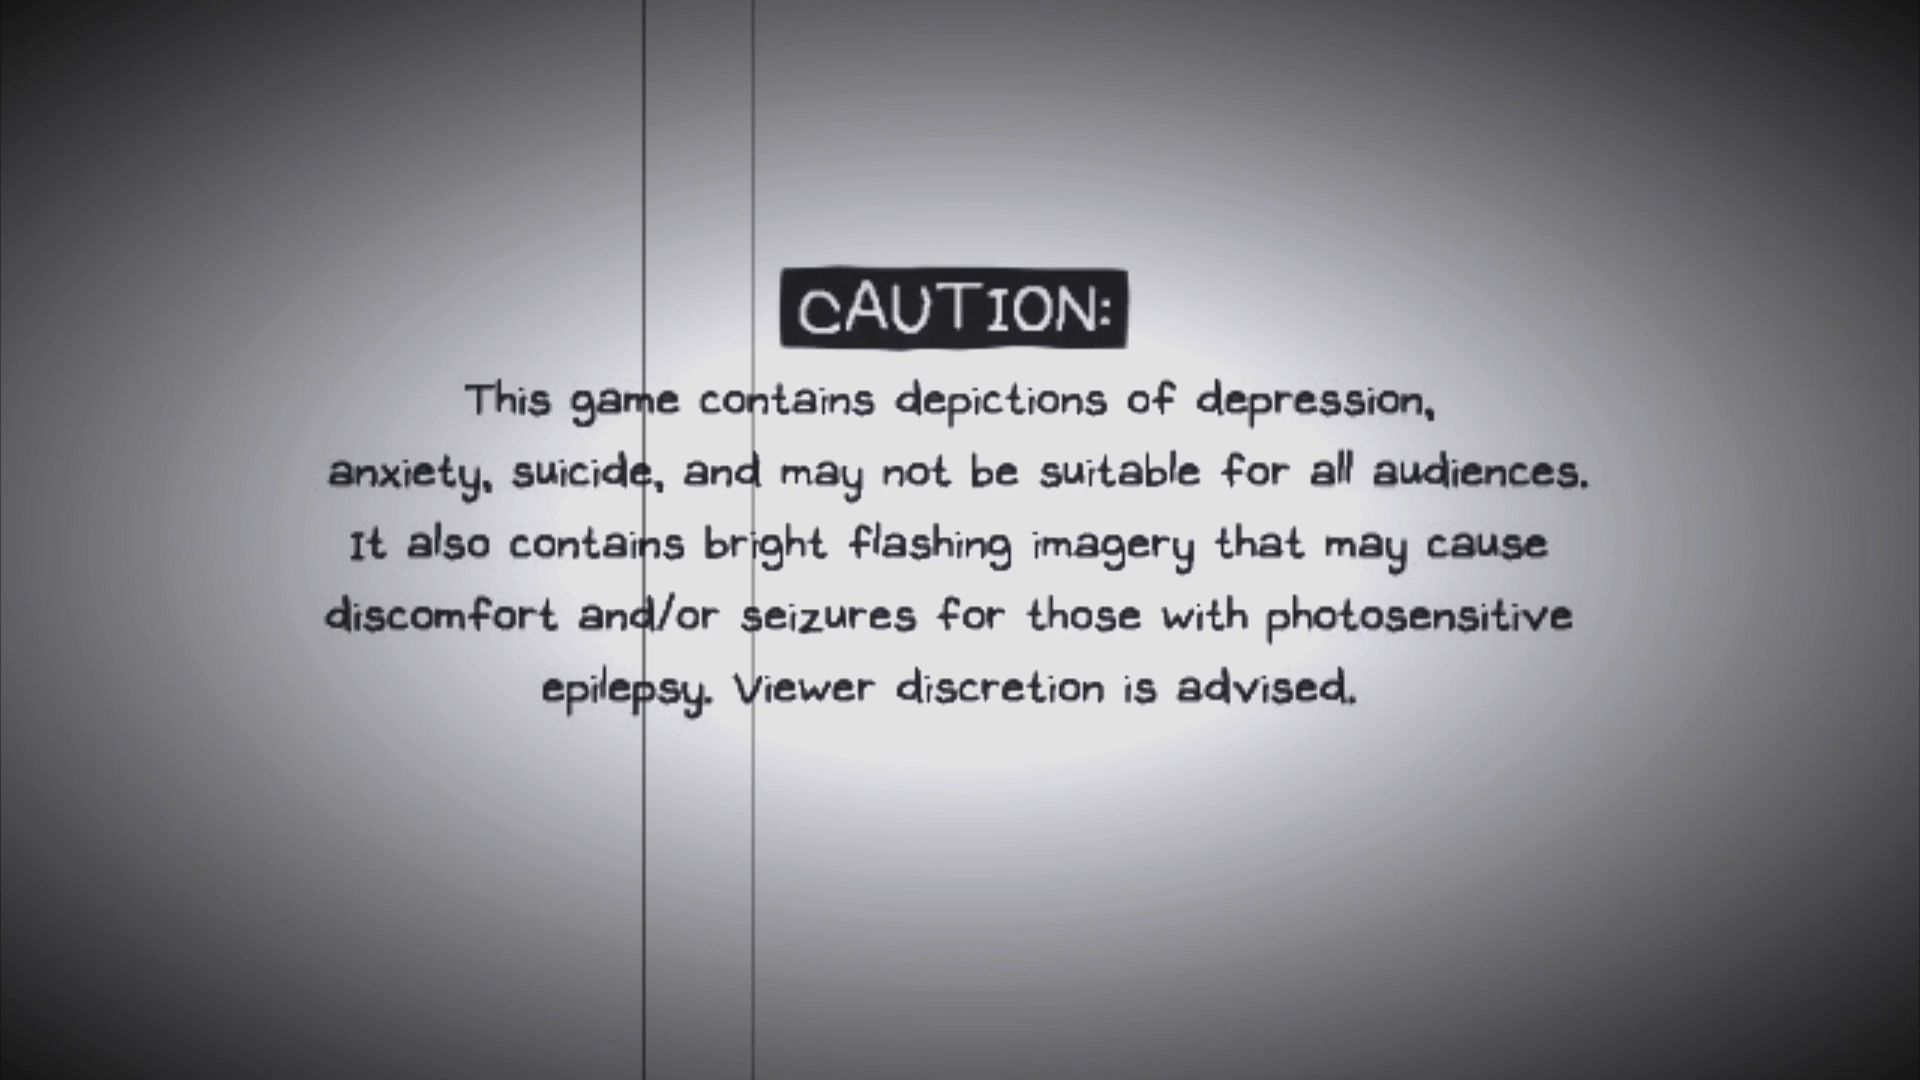 CAUTION:
This game contains depictions of depression,
anxiety, suicide, and may not be suitable for all audiences.
It also contains bright flashing imagery that may cause
discomfort and/or seizures for those with photosensitive
epilepsy. Viewer discretion is advised.